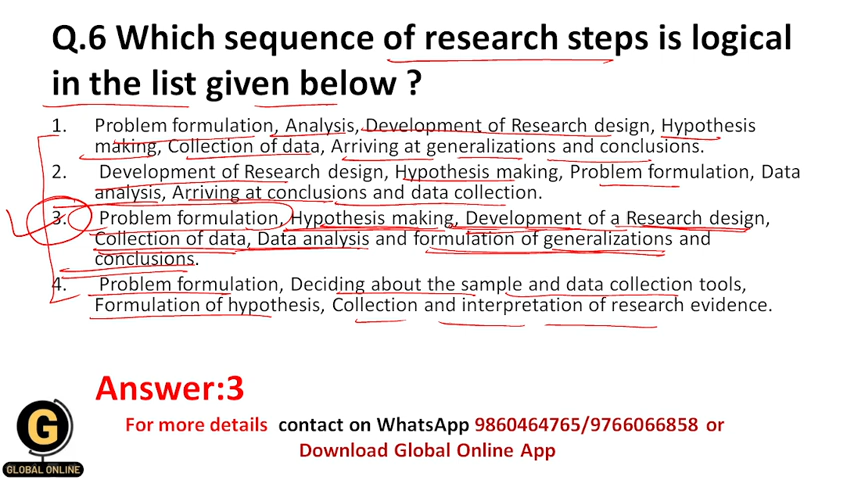 Q.6 Which sequence of research steps is logical
in the list given below ?
1. Problem formulation, Analysis, Development of Research design, Hypothesis
making, Collection of data, Arriving at generalizations and conclusions.
2. Development of Research design, Hypothesis making, Problem formulation, Data
analysis, Arriving at conclusions and data collection.
3. Problem formulation, Hypothesis making, Development of a Research design,
Collection of data, Data analysis and formulation of generalizations and
conclusions.
4. Problem formulation, Deciding about the sample and data collection tools,
Formulation of hypothesis, Collection and interpretation of research evidence.
Answer:3
For more details contact on WhatsApp 9860464765/9766066858 or
Download Global Online App
G
GLOBAL ONLINE